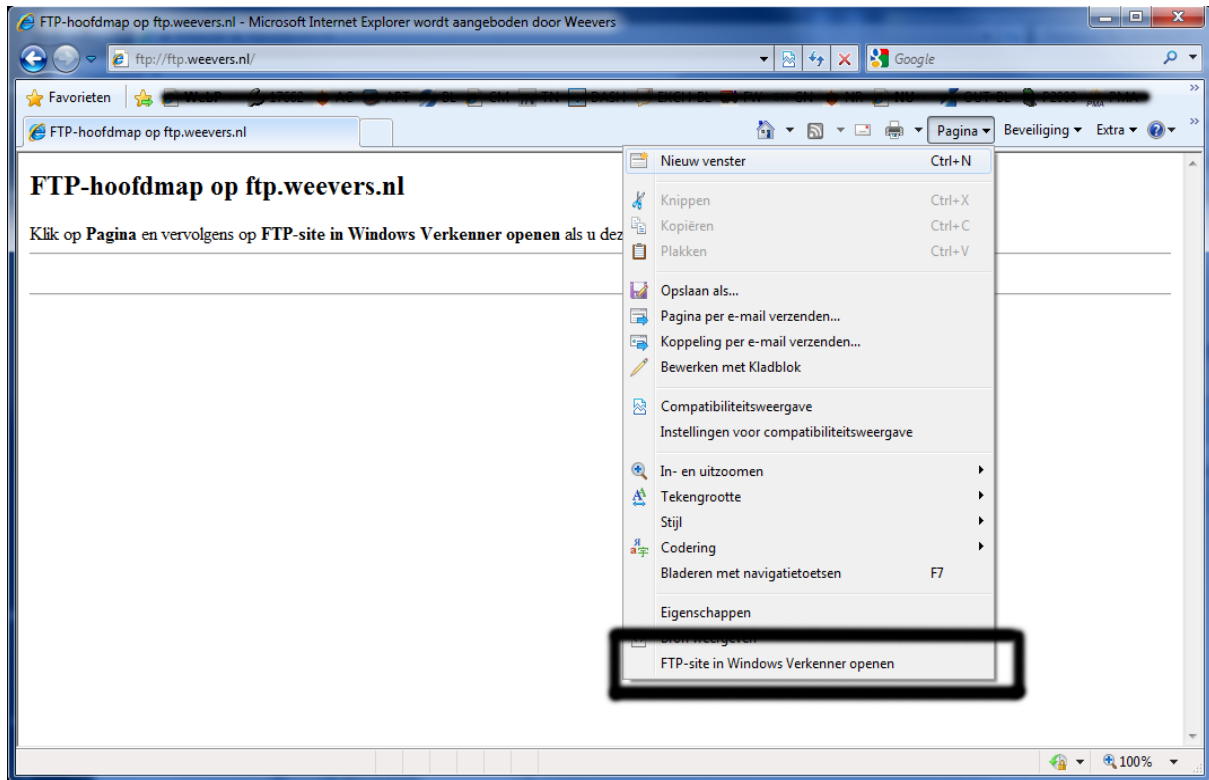 FTP-hoofdmap op ftp.weevers.nl - Microsoft Internet Explorer wordt aangeboden door Weevers
ftp://ftp.weevers.nl/
Google
Favorieten
FTP-hoofdmap op ftp.weevers.nl
Pagina
Beveiliging
Extra
FTP-hoofdmap op ftp.weevers.nl
Klik op Pagina en vervolgens op FTP-site in Windows Verkenner openen als u dez
Nieuw venster Ctrl+N
Knippen Ctrl+X
Kopiëren Ctrl+C
Plakken Ctrl+V
Opslaan als...
Pagina per e-mail verzenden...
Koppeling per e-mail verzenden...
Bewerken met Kladblok
Compatibiliteitsweergave
Instellingen voor compatibiliteitsweergave
In- en uitzoomen
Tekengrootte
Stijl
Codering
Bladeren met navigatietoetsen F7
Eigenschappen
Bron weergeven
FTP-site in Windows Verkenner openen
100%